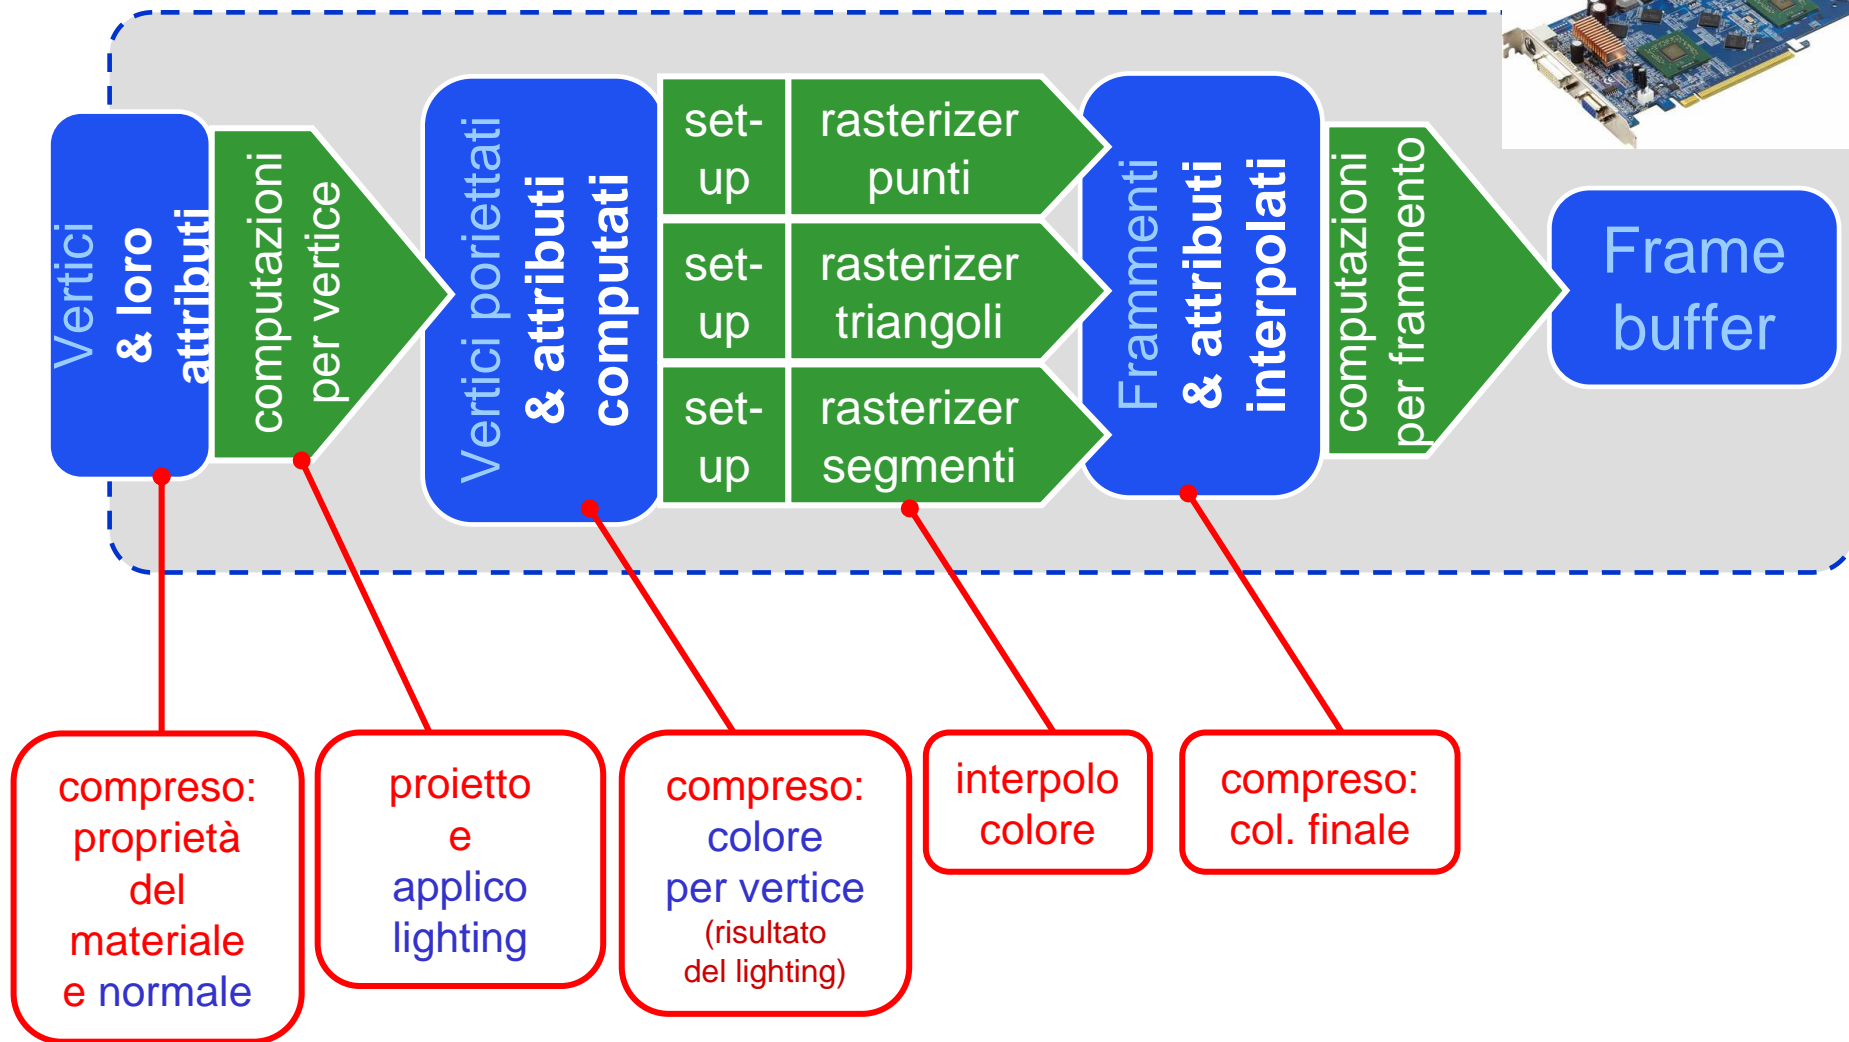 Vertici
& loro
attributi
computazioni
per vertice
Vertici poriettati
& attributi
computati
set-
up
rasterizer
punti
set-
up
rasterizer
triangoli
set-
up
rasterizer
segmenti
Frammenti
& attributi
interpolati
computazioni
per frammento
Frame
buffer
compreso:
proprietà
del
materiale
e normale
proietto
e
applico
lighting
compreso:
colore
per vertice
(risultato
del lighting)
interpolo
colore
compreso:
col. finale